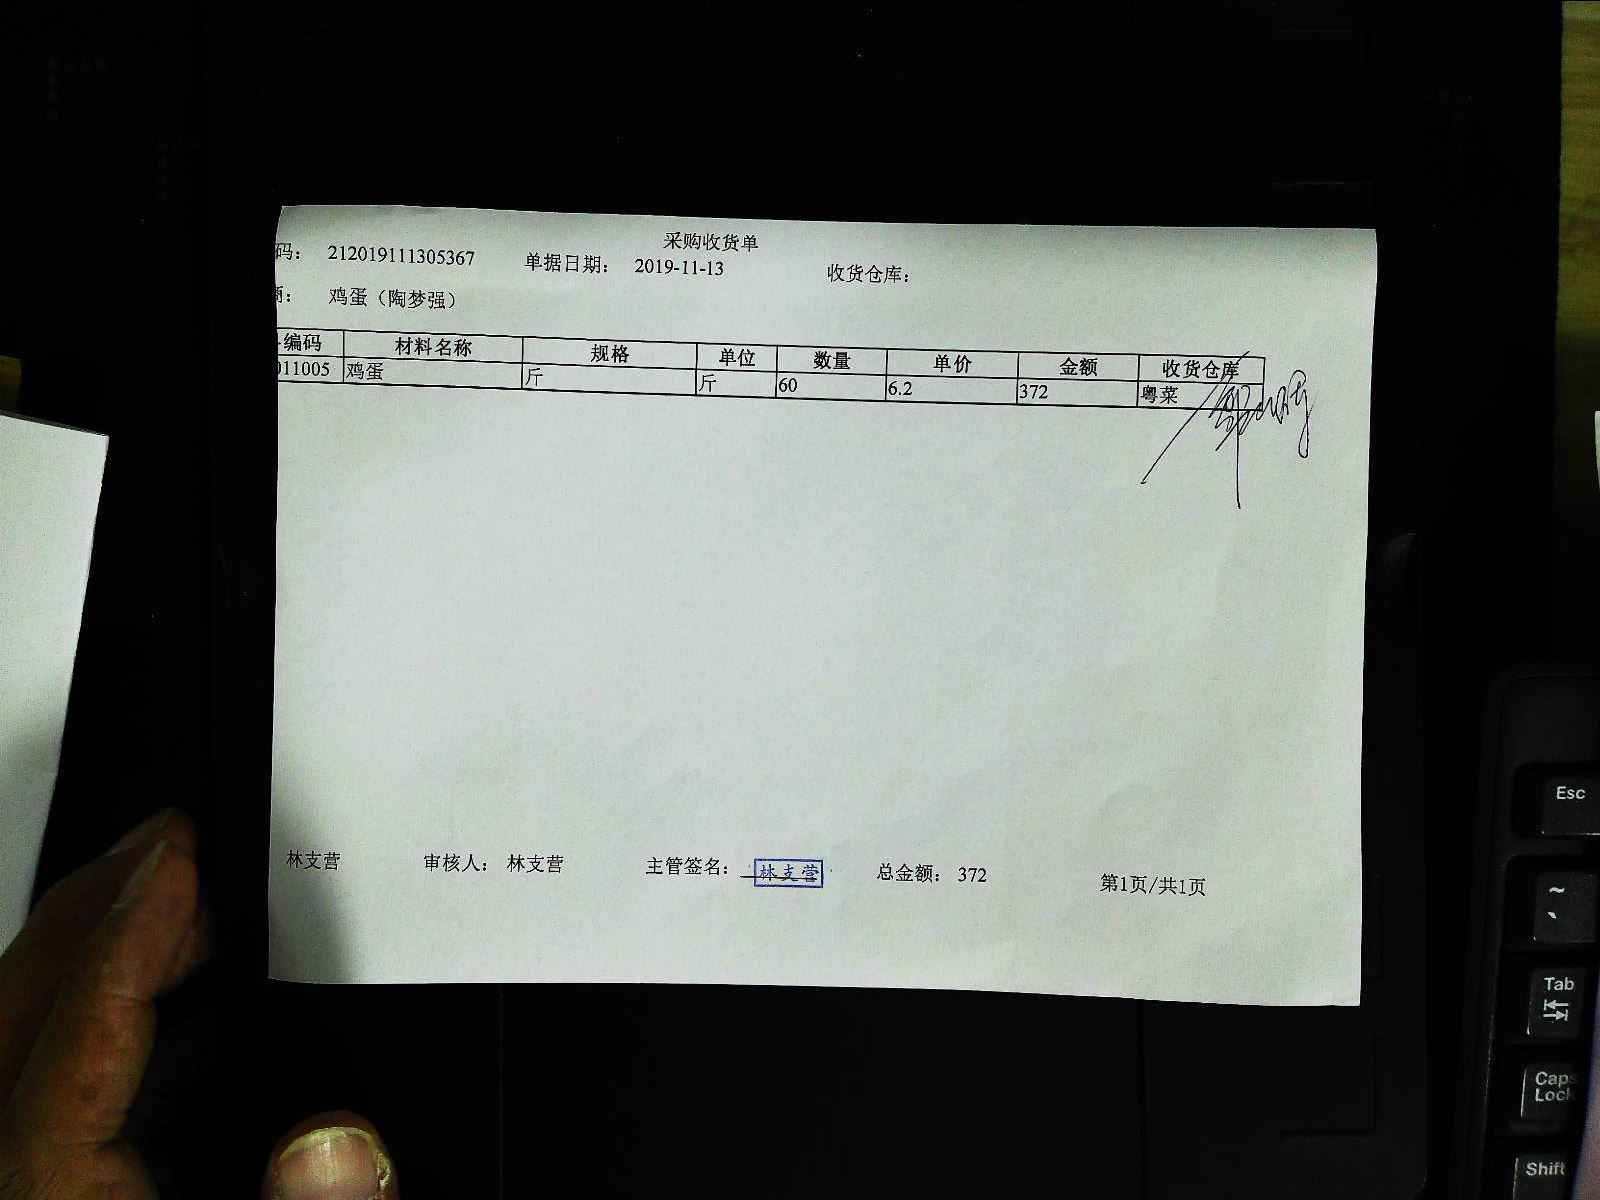 采购收货单
码： 212019111305367 单据日期： 2019-11-13 收货仓库：
商： 鸡蛋（陶梦强）
编码 材料名称 规格 单位 数量 单价 金额 收货仓库
011005 鸡蛋 斤 斤 60 6.2 372 粤菜
林支营 审核人： 林支营 主管签名： 林支营 总金额： 372 第1页/共1页
Esc
~
`
Tab
Caps
Lock
Shift